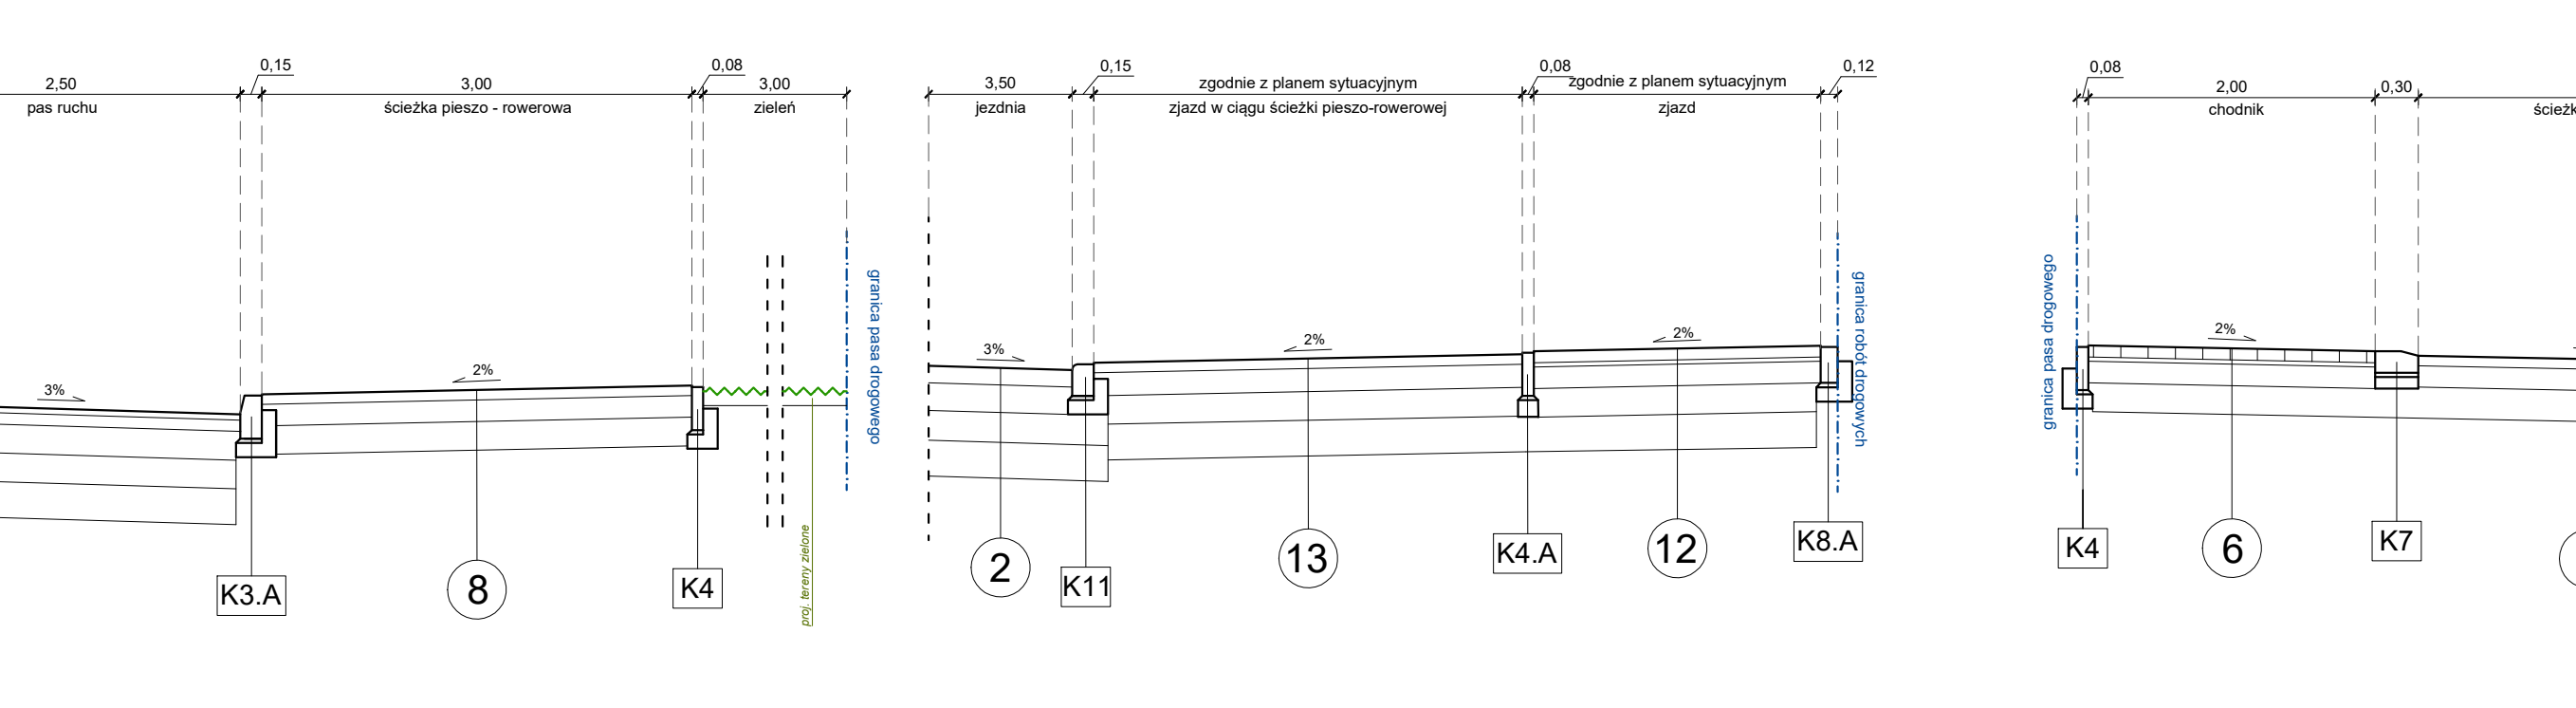 0,15
0,08
2,50
3,00
3,00
pas ruchu
ścieżka pieszo - rowerowa
zieleń
3%
2%
granica pasa drogowego
proj. tereny zielone
K3.A
8
K4
0,15
0,08
0,12
3,50
zgodnie z planem sytuacyjnym
zgodnie z planem sytuacyjnym
jezdnia
zjazd w ciągu ścieżki pieszo-rowerowej
zjazd
3%
2%
2%
granica robót drogowych
2
K11
13
K4.A
12
K8.A
0,08
2,00
0,30
chodnik
granica pasa drogowego
2%
K4
6
K7